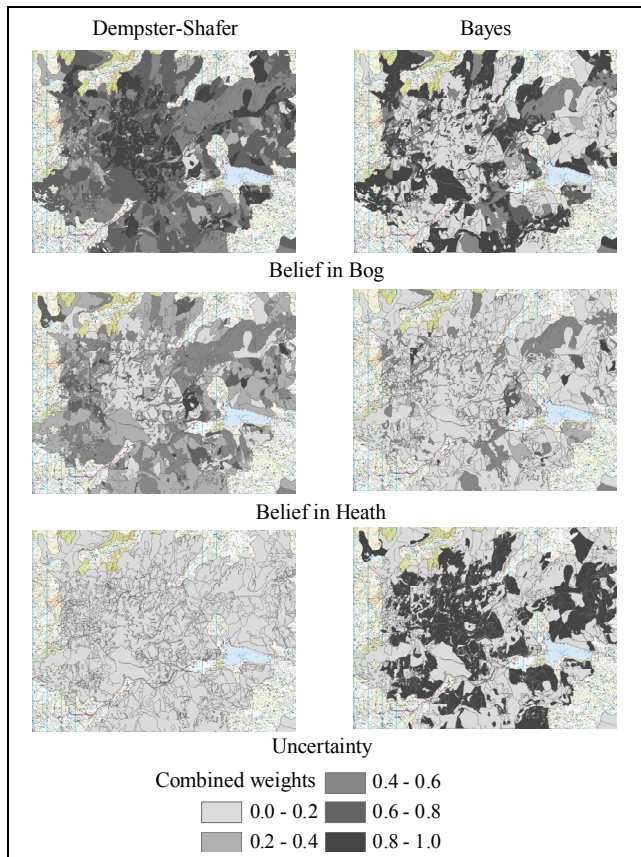 Dempster-Shafer
Bayes
Belief in Bog
Belief in Heath
Uncertainty
Combined weights
0.0 - 0.2
0.2 - 0.4
0.4 - 0.6
0.6 - 0.8
0.8 - 1.0